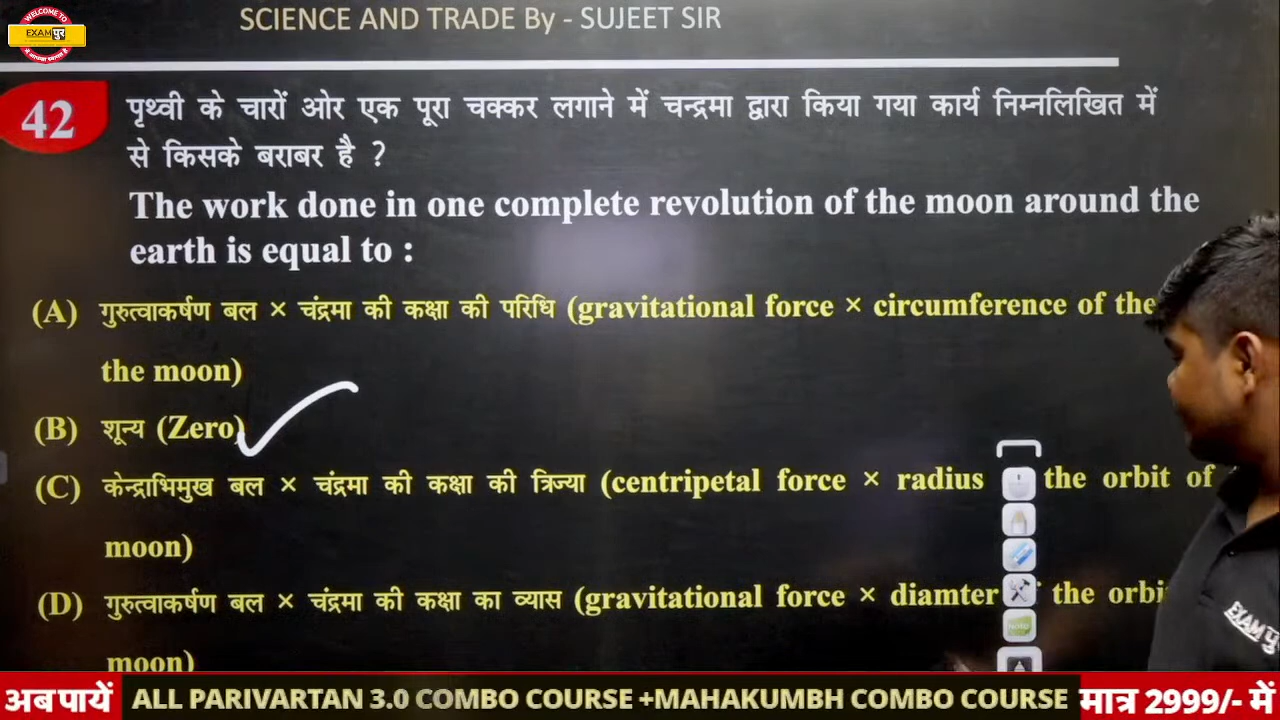 WELCOME TO
EXAMपुर
SCIENCE AND TRADE By - SUJEET SIR
42
पृथ्वी के चारों ओर एक पूरा चक्कर लगाने में चन्द्रमा द्वारा किया गया कार्य निम्नलिखित में
से किसके बराबर है ?
The work done in one complete revolution of the moon around the
earth is equal to :
(A) गुरुत्वाकर्षण बल × चंद्रमा की कक्षा की परिधि (gravitational force × circumference of the
the moon)
(B) शून्य (Zero)
(C) केन्द्राभिमुख बल × चंद्रमा की कक्षा की त्रिज्या (centripetal force × radius the orbit of
moon)
(D) गुरुत्वाकर्षण बल × चंद्रमा की कक्षा का व्यास (gravitational force × diamter the orbi
moon)
EXAMपु
अब पायें ALL PARIVARTAN 3.0 COMBO COURSE +MAHAKUMBH COMBO COURSE मात्र 2999/- में